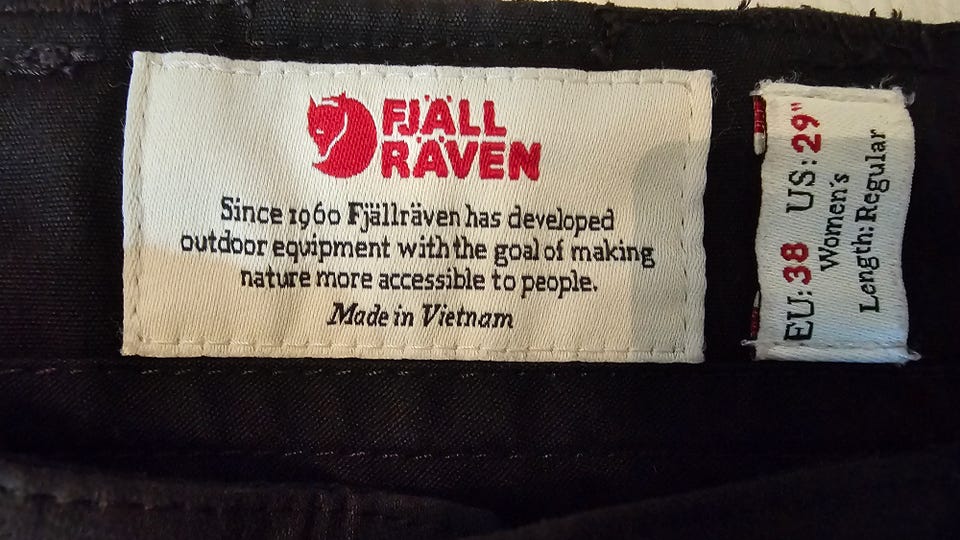 FJÄLL
RÄVEN
Since 1960 Fjällräven has developed
outdoor equipment with the goal of making
nature more accessible to people.
Made in Vietnam
EU: 38 US: 29"
Women's
Length: Regular